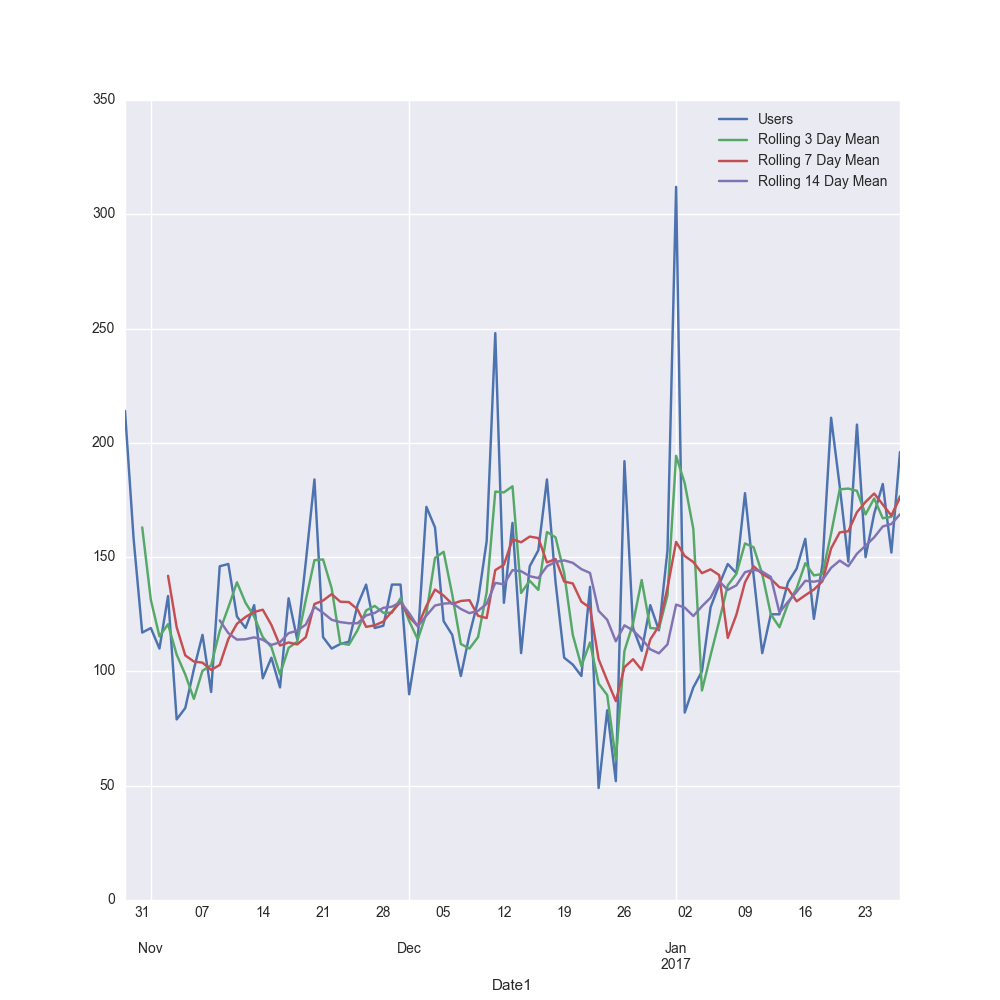 350
300
250
200
150
100
50
0
Users
Rolling 3 Day Mean
Rolling 7 Day Mean
Rolling 14 Day Mean
31 07 14 21 28 05 12 19 26 02 09 16 23
Nov Dec Jan
2017
Date1